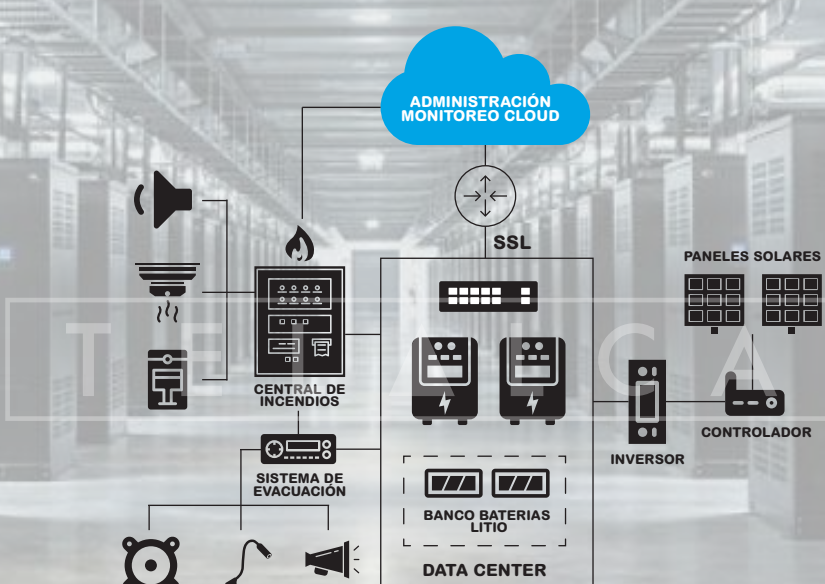 ADMINISTRACIÓN
MONITOREO CLOUD
SSL
PANELES SOLARES
CENTRAL DE
INCENDIOS
CONTROLADOR
INVERSOR
SISTEMA DE
EVACUACIÓN
BANCO BATERIAS
LITIO
DATA CENTER